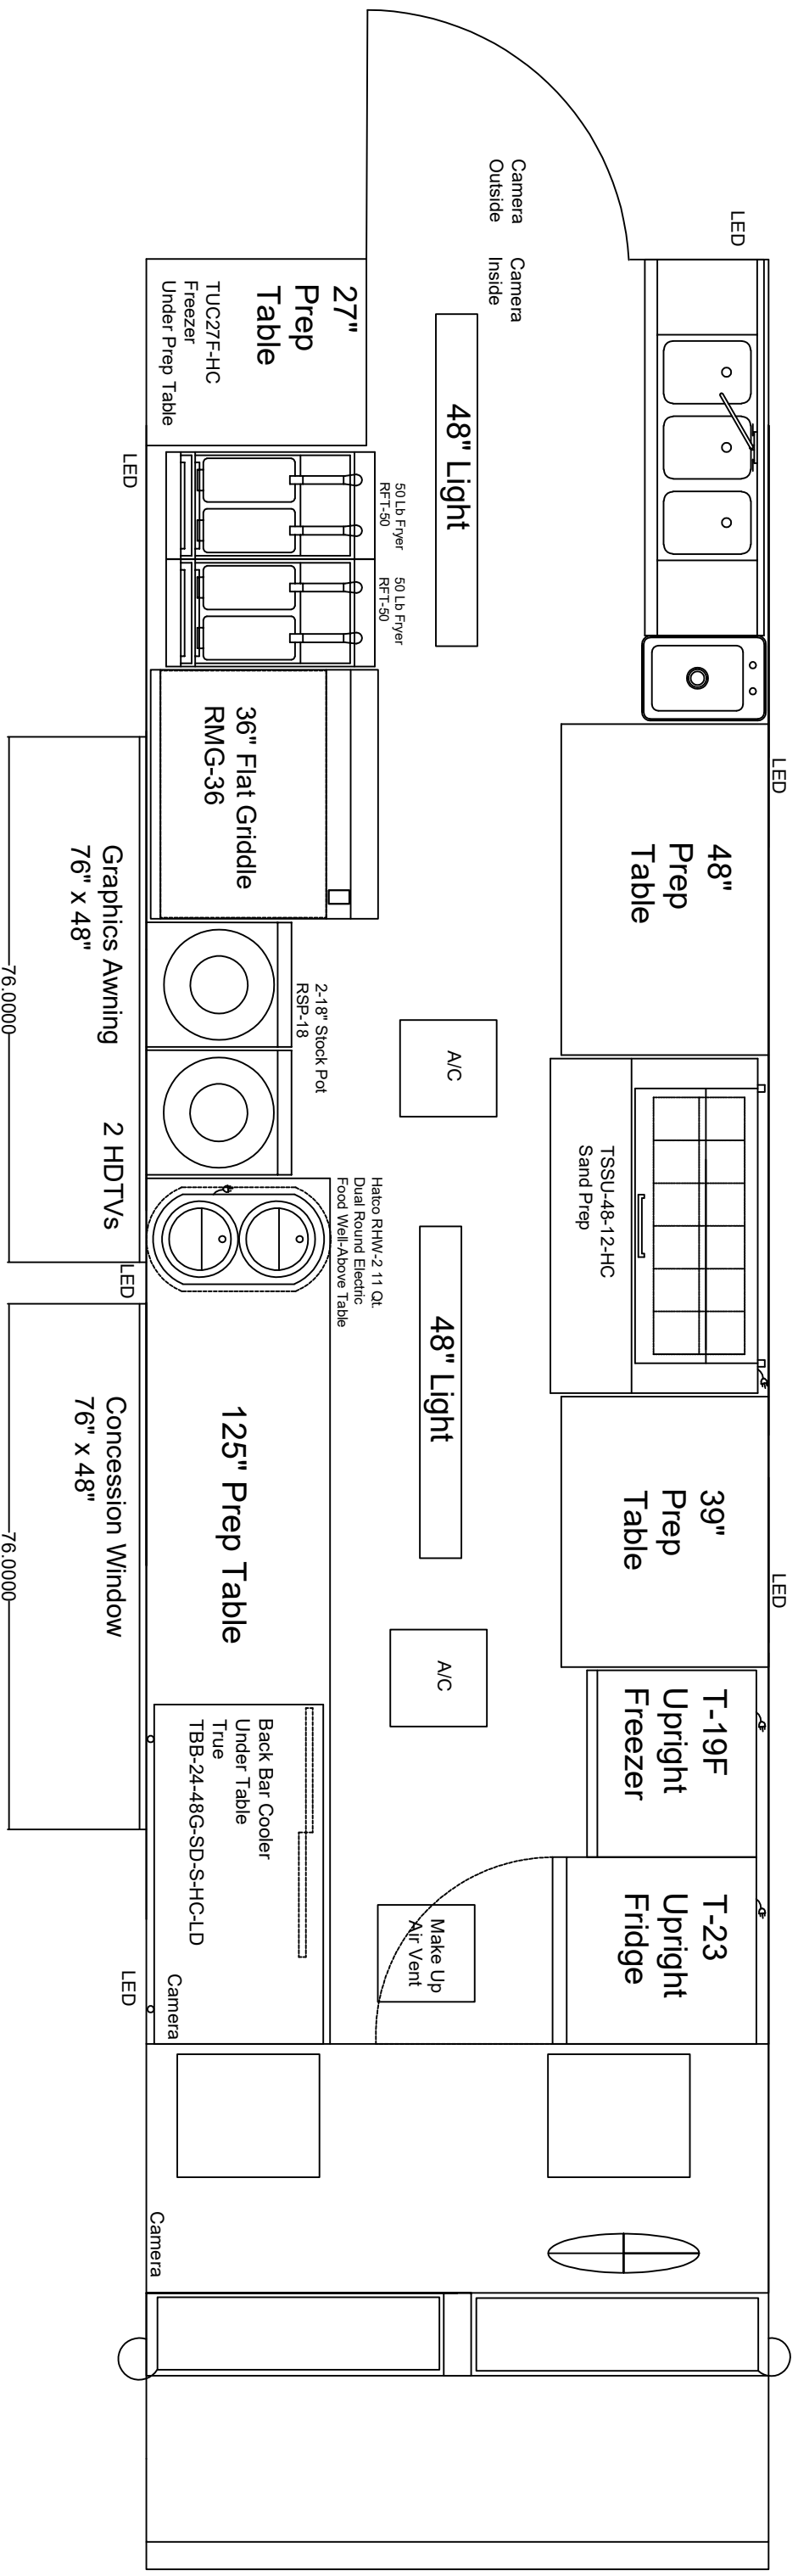 LED
Camera
Outside
Camera
Inside
27"
Prep
Table
TUC27F-HC
Freezer
Under Prep Table
48" Light
LED
50 Lb Fryer
RFT-50
50 Lb Fryer
RFT-50
36" Flat Griddle
RMG-36
LED
48"
Prep
Table
Graphics Awning
76" x 48"
2 HDTVs
76.0000
2-18" Stock Pot
RSP-18
A/C
TSSU-48-12-HC
Sand Prep
Hatco RHW-2 11 Qt.
Dual Round Electric
Food Well-Above Table
LED
48" Light
125" Prep Table
Concession Window
76" x 48"
76.0000
39"
Prep
Table
LED
A/C
T-19F
Upright
Freezer
Back Bar Cooler
Under Table
True
TBB-24-48G-SD-S-HC-LD
T-23
Upright
Fridge
Make Up
Air Vent
Camera
LED
Camera